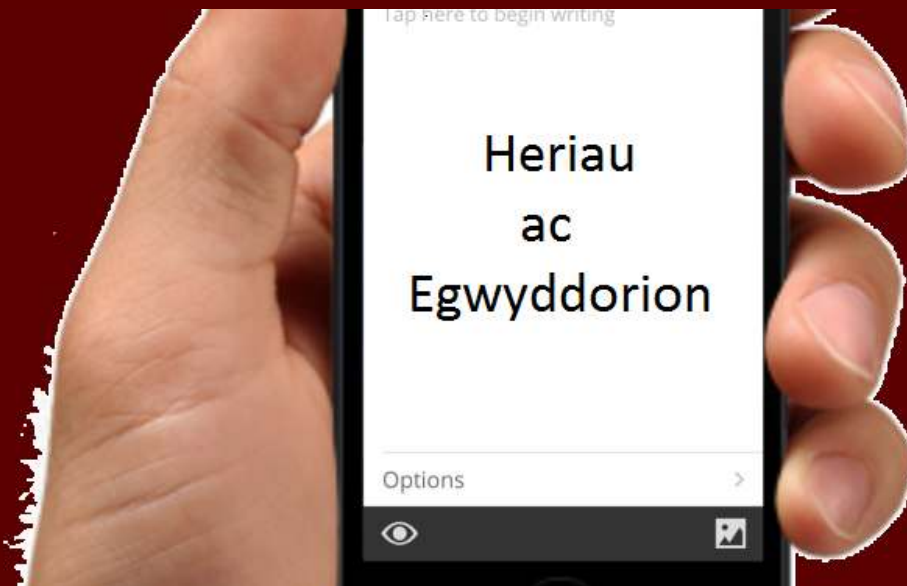 Tap here to begin writing
Heriau
ac
Egwyddorion
Options